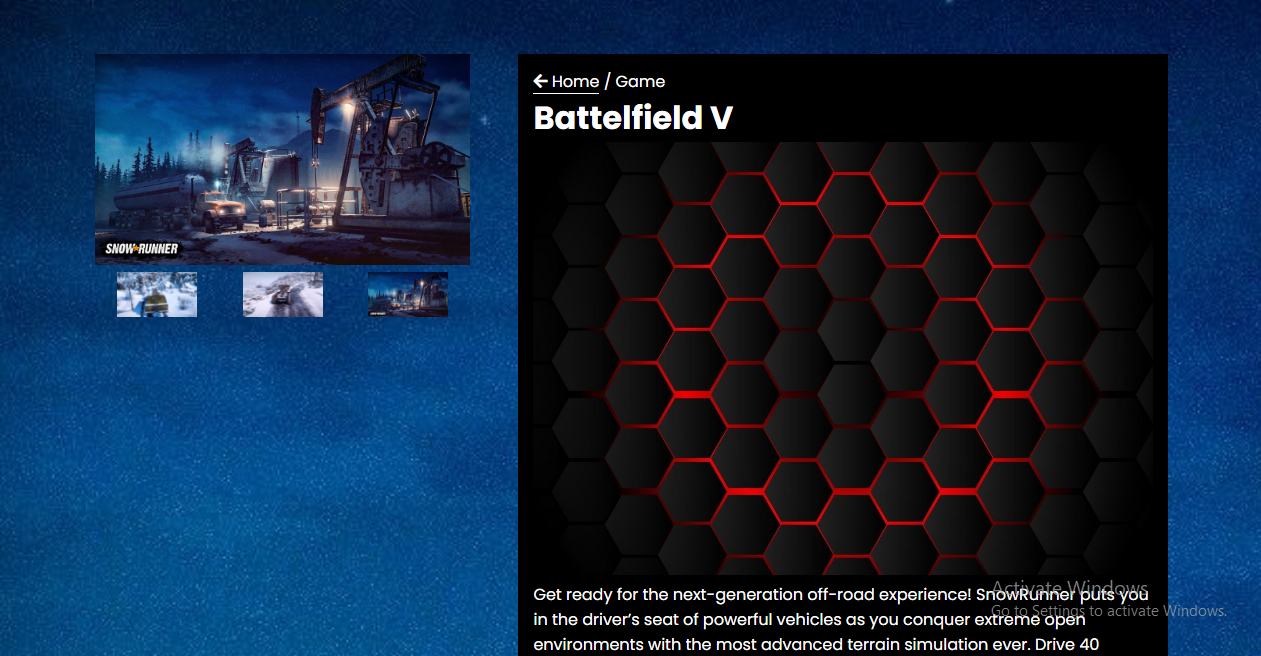 SNOWRUNNER
Home / Game
Battelfield V
Get ready for the next-generation off-road experience! SnowRunner puts you
in the driver’s seat of powerful vehicles as you conquer extreme open
environments with the most advanced terrain simulation ever. Drive 40
Activate Windows
Go to Settings to activate Windows.